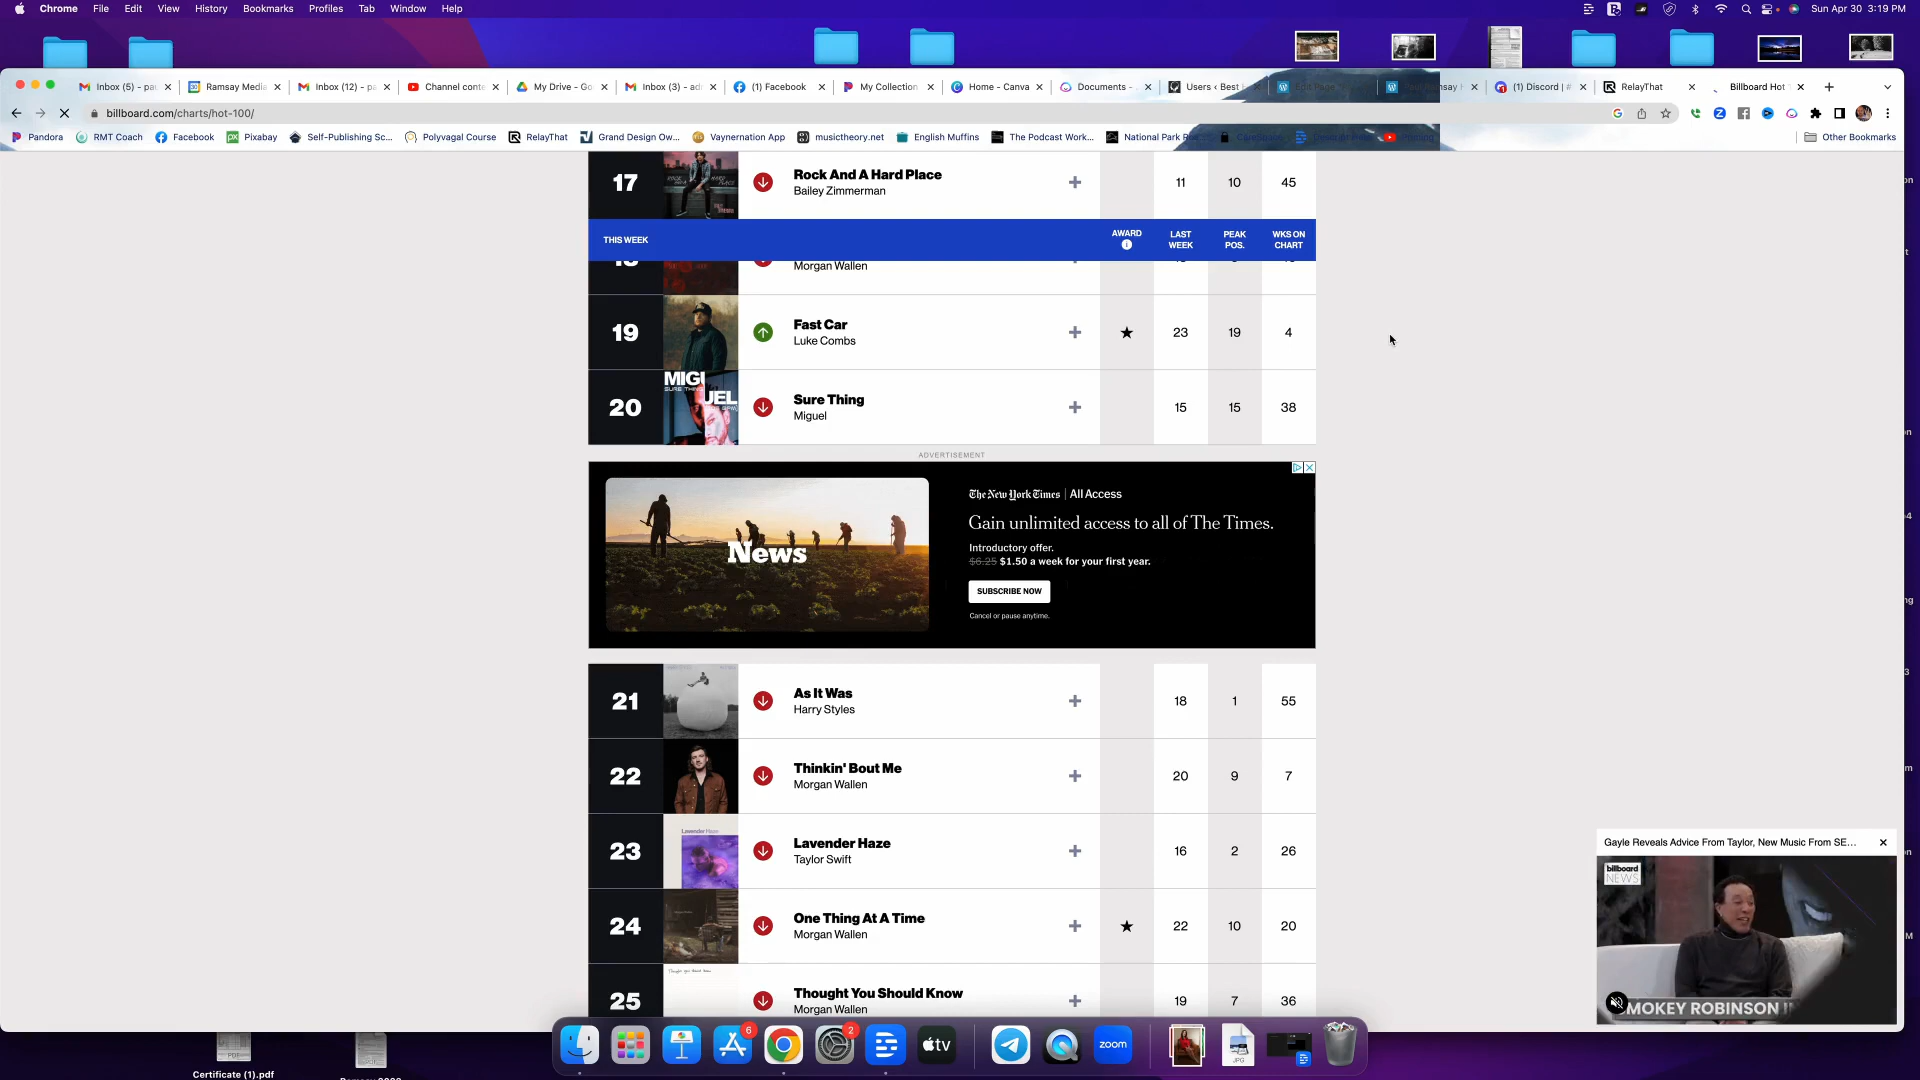 Chrome File Edit View History Bookmarks Profiles Tab Window Help
Sun Apr 30 3:19 PM
Inbox (5) - pau
Ramsay Media
Inbox (12) - pa
Channel conte
My Drive - Go
Inbox (3) - ad
(1) Facebook
My Collection
Home - Canva
Documents -
Users ‹ Best
Edit Page
(1) Discord | #
RelayThat
Billboard Hot
billboard.com/charts/hot-100/
Pandora
RMT Coach
Facebook
Pixabay
Self-Publishing Sc...
Polyvagal Course
RelayThat
Grand Design Ow...
Vaynernation App
musictheory.net
English Muffins
The Podcast Work...
National Park
Other Bookmarks
17 Rock And A Hard Place 11 10 45
Bailey Zimmerman
THIS WEEK AWARD LAST WEEK PEAK POS. WKS ON CHART
Morgan Wallen
19 Fast Car 23 19 4
Luke Combs
20 Sure Thing 15 15 38
Miguel
ADVERTISEMENT
News
The New York Times | All Access
Gain unlimited access to all of The Times.
Introductory offer.
$6.25 $1.50 a week for your first year.
SUBSCRIBE NOW
Cancel or pause anytime.
21 As It Was 18 1 55
Harry Styles
22 Thinkin' Bout Me 20 9 7
Morgan Wallen
23 Lavender Haze 16 2 26
Taylor Swift
24 One Thing At A Time 22 10 20
Morgan Wallen
25 Thought You Should Know 19 7 36
Morgan Wallen
Gayle Reveals Advice From Taylor, New Music From SE...
billboard
NEWS
MOKEY ROBINSON
6
2
tv
zoom
JPG
PDF
Certificate (1).pdf